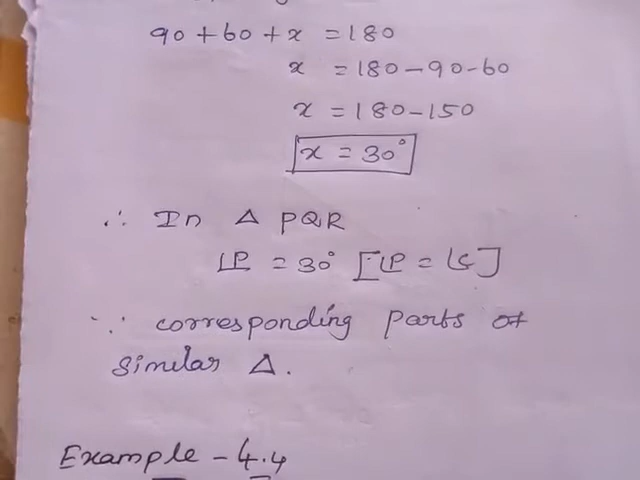 90 + 60 + x = 180
x = 180 - 90 - 60
x = 180 - 150
x = 30°
∴ In Δ PQR
∠P = 30° [∠P = ∠C]
∵ corresponding parts of
similar Δ.
Example - 4.4